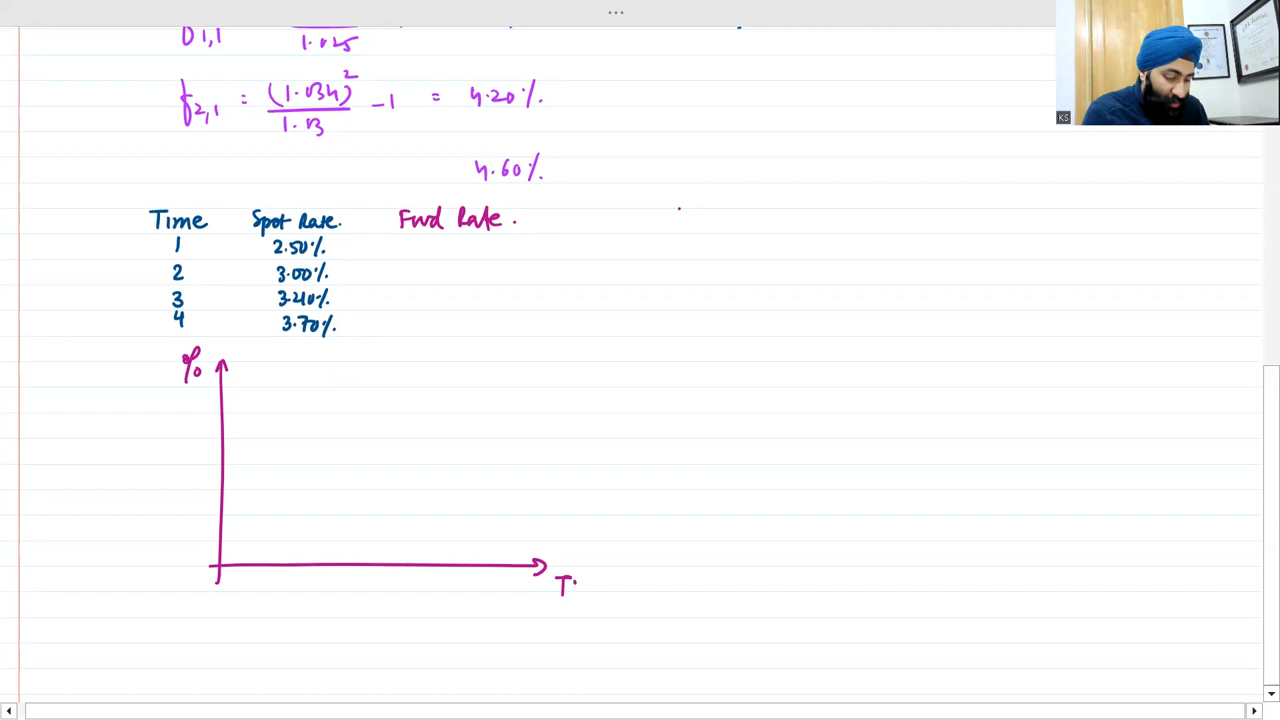 f1,1
1.025
f2,1 = (1.034)² -1 = 4.20%.
1.03
4.60%.
Time Spot Rate. Fwd Rate.
1 2.50%.
2 3.00%.
3 3.40%.
4 3.70%.
%
T.
KS